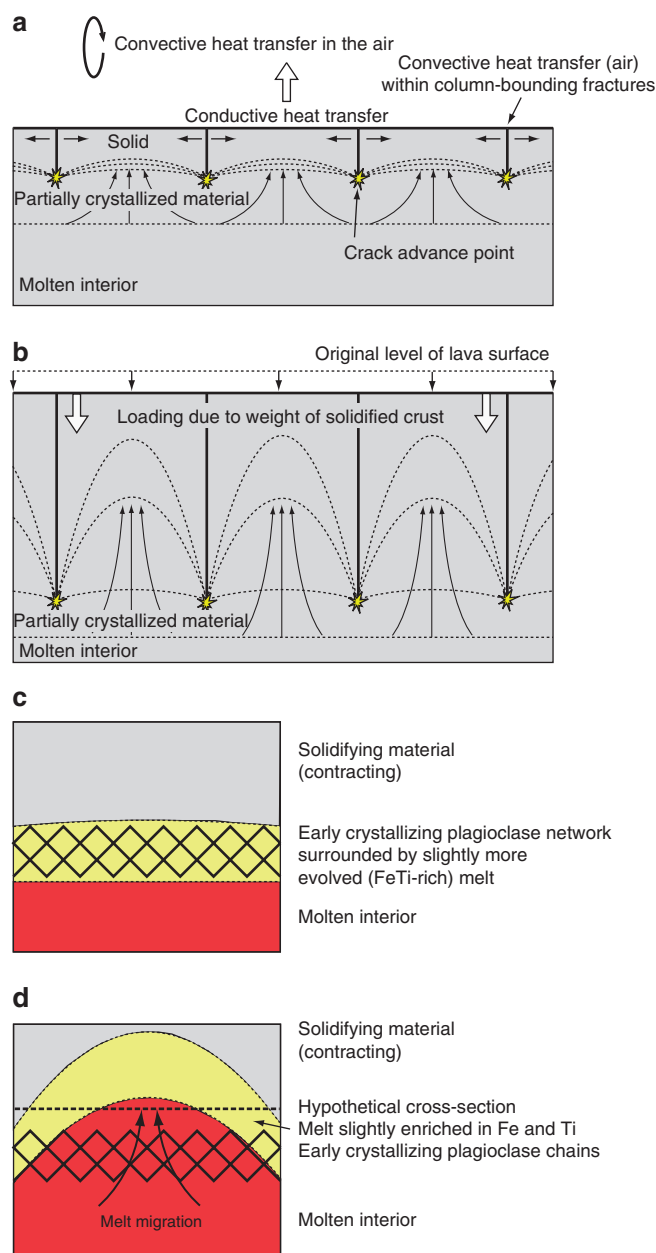 a
Convective heat transfer in the air
Convective heat transfer (air)
within column-bounding fractures
Conductive heat transfer
Solid
Partially crystallized material
Crack advance point
Molten interior
b
Original level of lava surface
Loading due to weight of solidified crust
Partially crystallized material
Molten interior
c
Solidifying material
(contracting)
Early crystallizing plagioclase network
surrounded by slightly more
evolved (FeTi-rich) melt
Molten interior
d
Solidifying material
(contracting)
Hypothetical cross-section
Melt slightly enriched in Fe and Ti
Early crystallizing plagioclase chains
Melt migration
Molten interior